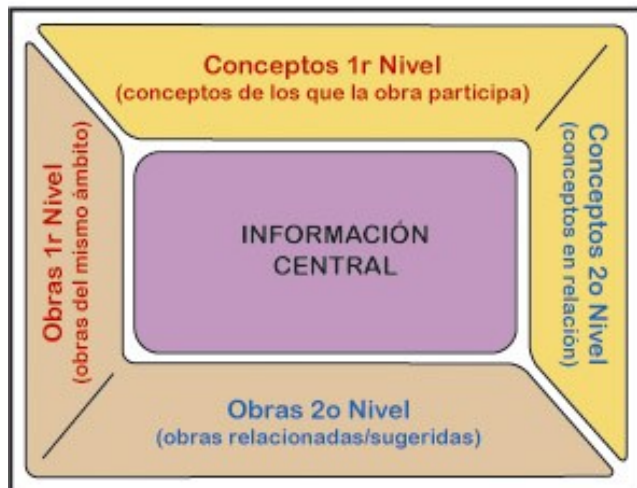 Conceptos 1r Nivel
(conceptos de los que la obra participa)
Obras 1r Nivel
(obras del mismo ámbito)
INFORMACIÓN
CENTRAL
Conceptos 2o Nivel
(conceptos en relación)
Obras 2o Nivel
(obras relacionadas/sugeridas)